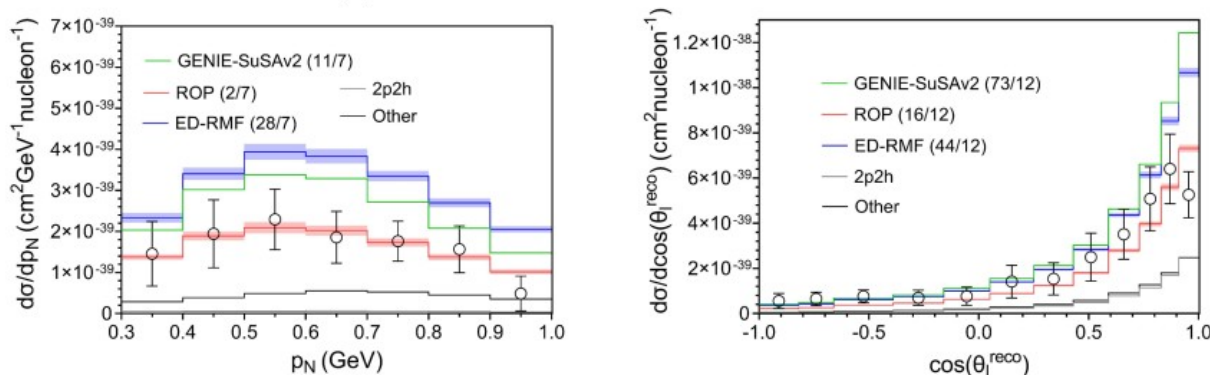 dσ/dp_N (cm²GeV⁻¹nucleon⁻¹)
7×10⁻³⁹
6×10⁻³⁹
5×10⁻³⁹
4×10⁻³⁹
3×10⁻³⁹
2×10⁻³⁹
1×10⁻³⁹
0
GENIE-SuSAv2 (11/7)
ROP (2/7)
ED-RMF (28/7)
2p2h
Other
0.3 0.4 0.5 0.6 0.7 0.8 0.9 1.0
p_N (GeV)
dσ/dcos(θ_l^reco) (cm²nucleon⁻¹)
1.2×10⁻³⁸
1×10⁻³⁸
8×10⁻³⁹
6×10⁻³⁹
4×10⁻³⁹
2×10⁻³⁹
0
GENIE-SuSAv2 (73/12)
ROP (16/12)
ED-RMF (44/12)
2p2h
Other
-1.0 -0.5 0.0 0.5 1.0
cos(θ_l^reco)